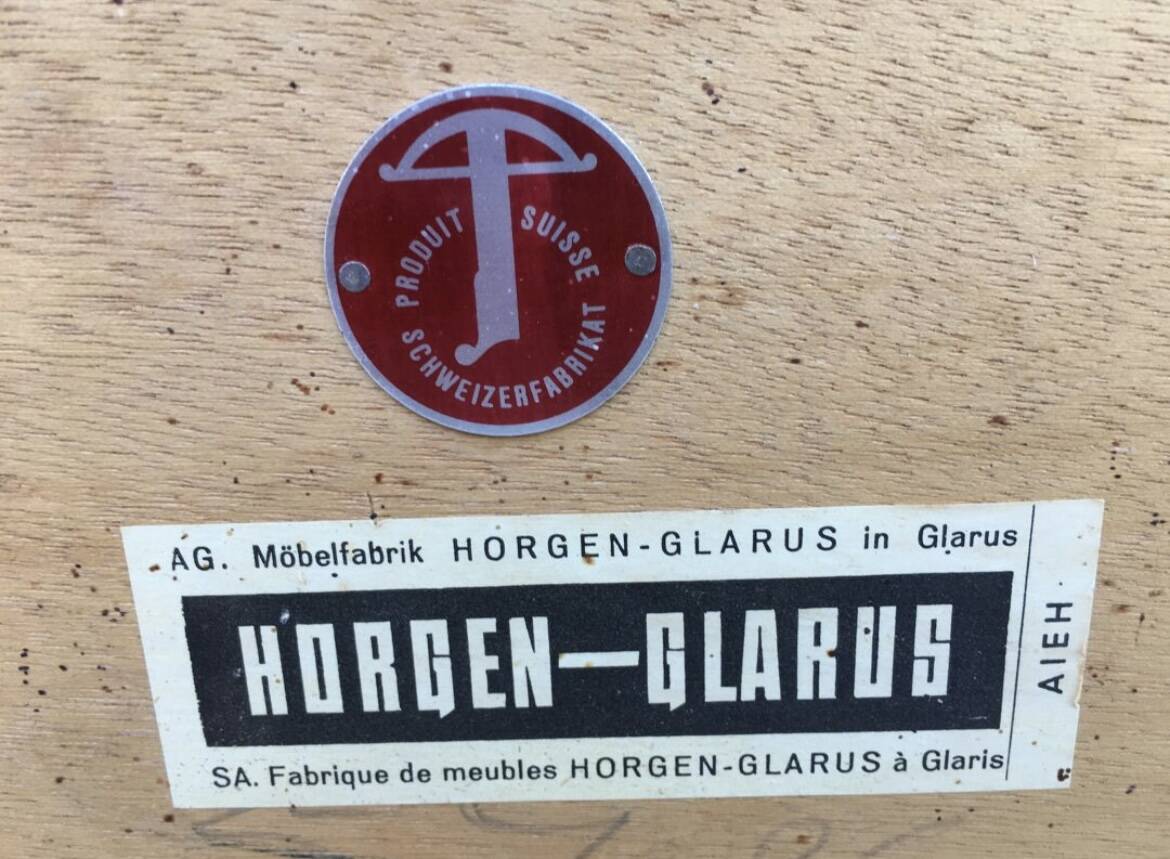 PRODUIT SUISSE
SCHWEIZERFABRIKAT
AG. Möbelfabrik HORGEN-GLARUS in Glarus
HORGEN—GLARUS
SA. Fabrique de meubles HORGEN-GLARUS à Glaris
AIEH